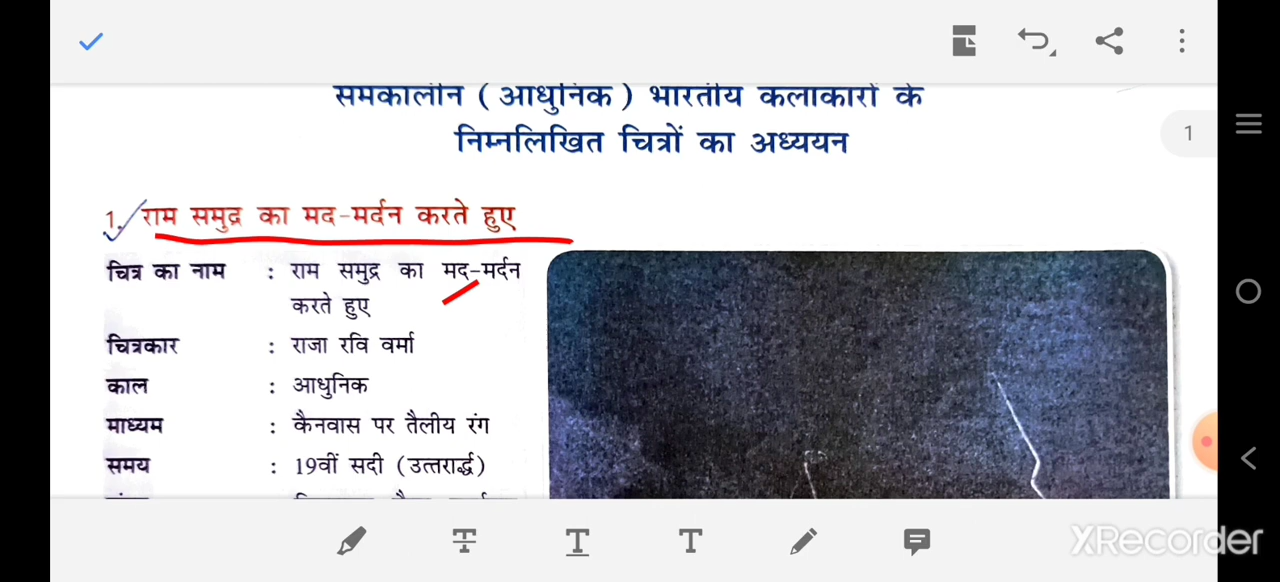 समकालीन (आधुनिक) भारतीय कलाकारों के
निम्नलिखित चित्रों का अध्ययन
1
1. राम समुद्र का मद-मर्दन करते हुए
चित्र का नाम : राम समुद्र का मद-मर्दन
करते हुए
चित्रकार : राजा रवि वर्मा
काल : आधुनिक
माध्यम : कैनवास पर तैलीय रंग
समय : 19वीं सदी (उत्तरार्द्ध)
XRecorder